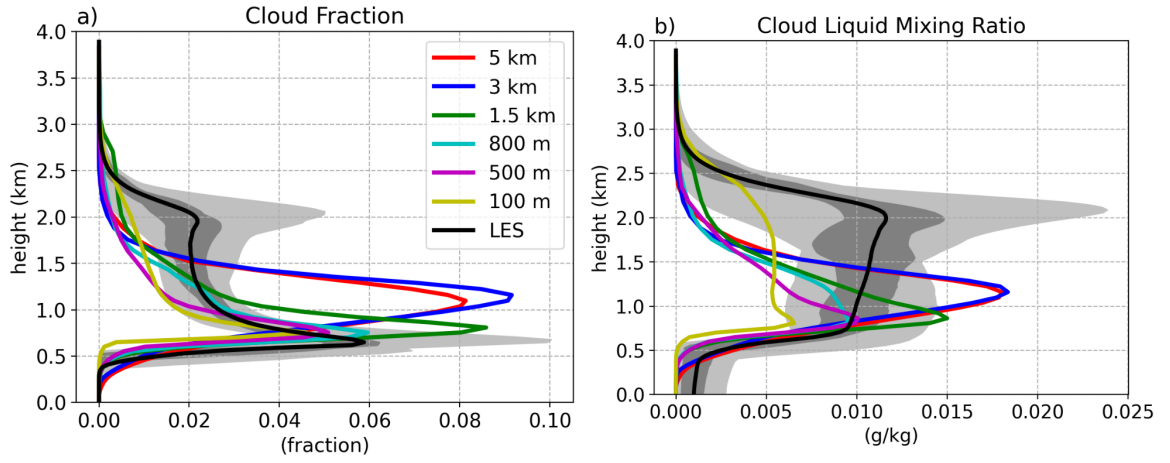 a) Cloud Fraction
4.0
3.5
3.0
2.5
2.0
1.5
1.0
0.5
0.0
height (km)
0.00 0.02 0.04 0.06 0.08 0.10
(fraction)
5 km
3 km
1.5 km
800 m
500 m
100 m
LES
b) Cloud Liquid Mixing Ratio
4.0
3.5
3.0
2.5
2.0
1.5
1.0
0.5
0.0
height (km)
0.000 0.005 0.010 0.015 0.020 0.025
(g/kg)